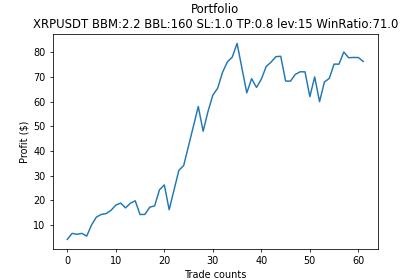 Portfolio
XRPUSDT BBM:2.2 BBL:160 SL:1.0 TP:0.8 lev:15 WinRatio:71.0
80
70
60
50
40
30
20
10
Profit ($)
0 10 20 30 40 50 60
Trade counts